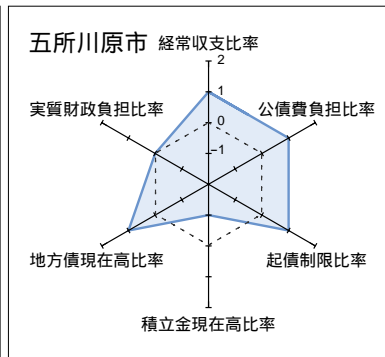 五所川原市
経常収支比率
2
1
0
−1
公債費負担比率
実質財政負担比率
地方債現在高比率
起債制限比率
積立金現在高比率